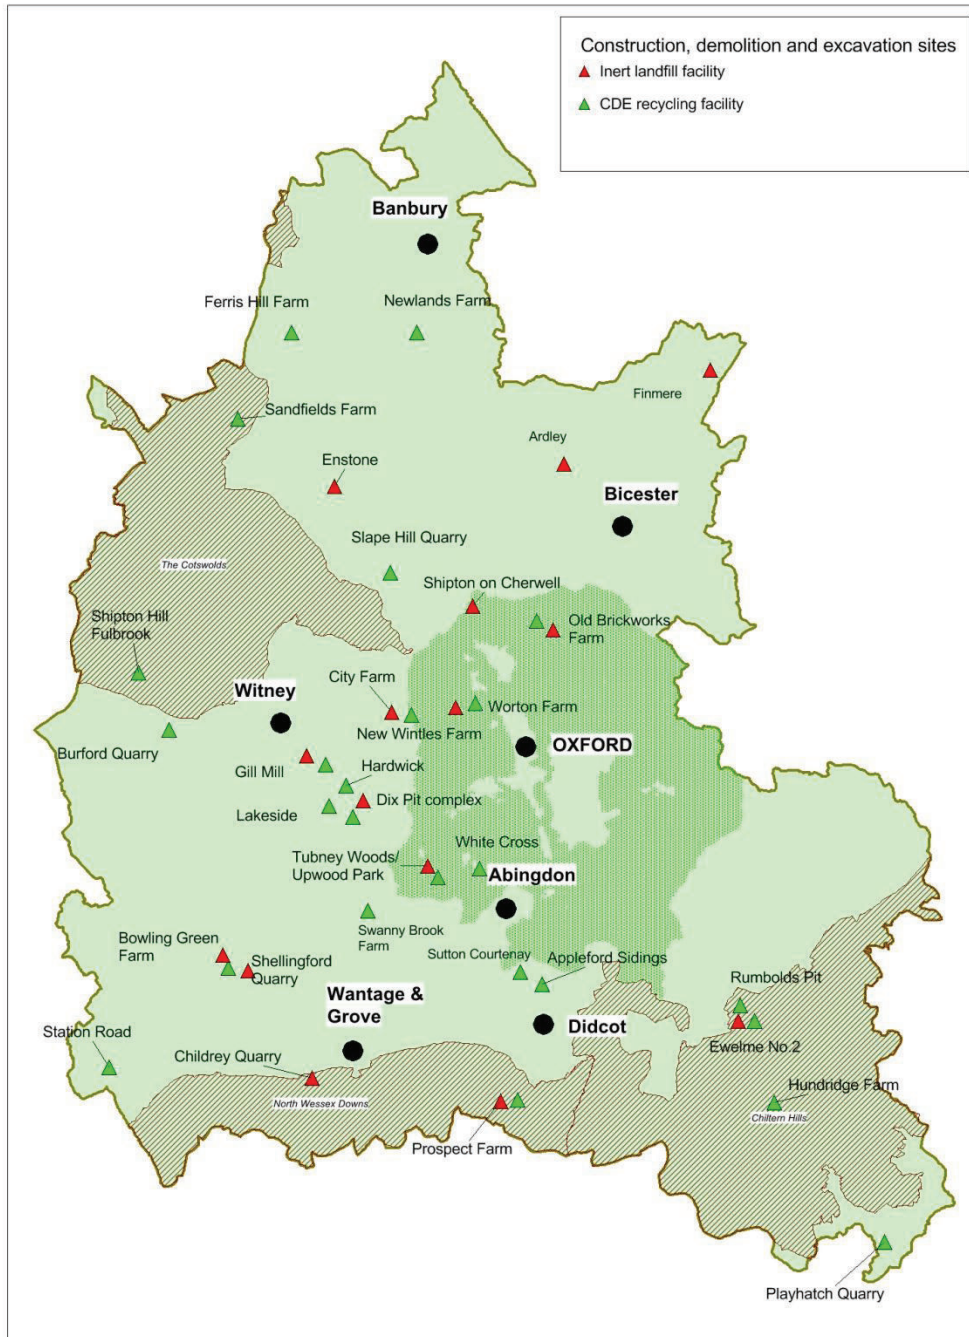 Construction, demolition and excavation sites
Inert landfill facility
CDE recycling facility
Banbury
Ferris Hill Farm
Newlands Farm
Finmere
Sandfields Farm
Ardley
Enstone
Bicester
Slape Hill Quarry
The Cotswolds
Shipton on Cherwell
Shipton Hill
Fulbrook
Old Brickworks
Farm
City Farm
Witney
Worton Farm
New Wintles Farm
OXFORD
Burford Quarry
Gill Mill
Hardwick
Dix Pit complex
Lakeside
White Cross
Tubney Woods/
Upwood Park
Abingdon
Swanny Brook
Farm
Bowling Green
Farm
Sutton Courtenay
Appleford Sidings
Shellingford
Quarry
Rumbolds Pit
Wantage &
Grove
Didcot
Station Road
Ewelme No.2
Childrey Quarry
Hundridge Farm
North Wessex Downs
Chiltern Hills
Prospect Farm
Playhatch Quarry